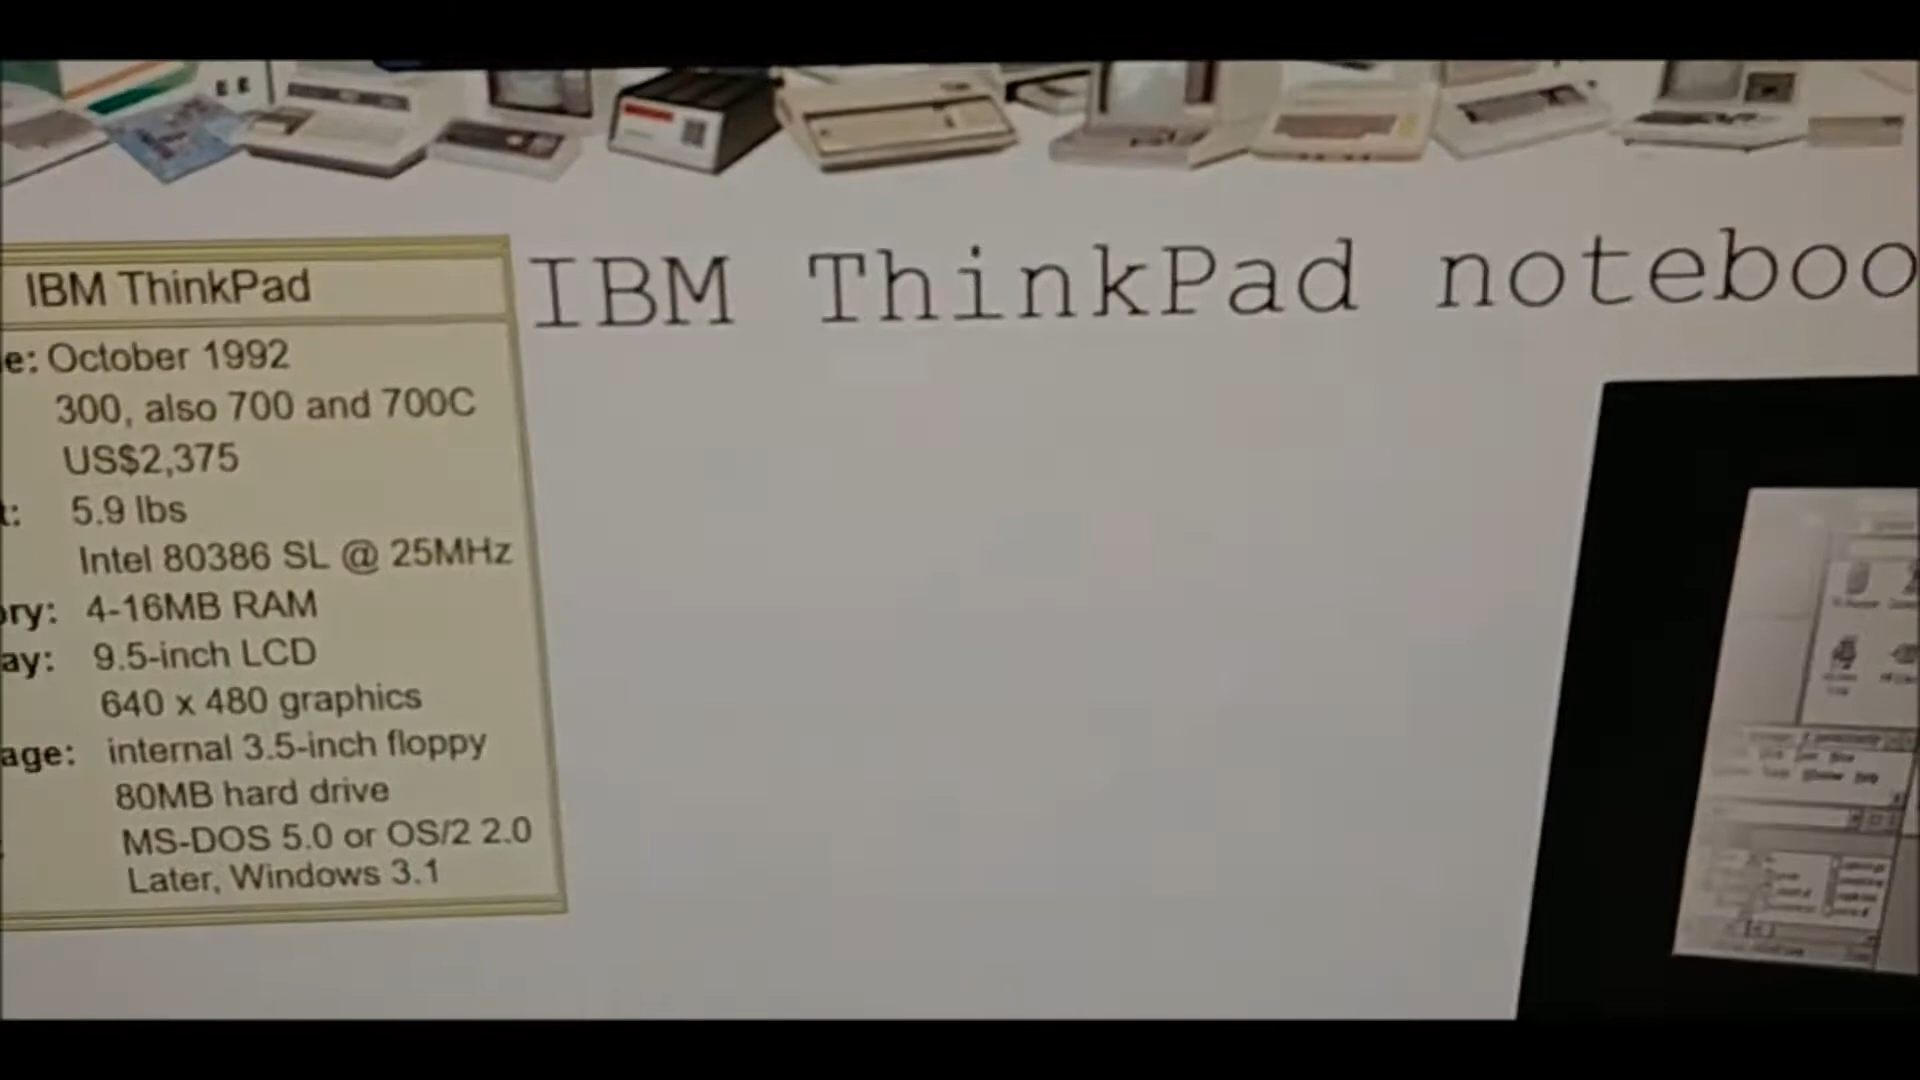 IBM ThinkPad noteboo
IBM ThinkPad
e: October 1992
300, also 700 and 700C
US$2,375
t: 5.9 lbs
Intel 80386 SL @ 25MHz
ory: 4-16MB RAM
ay: 9.5-inch LCD
640 x 480 graphics
age: internal 3.5-inch floppy
80MB hard drive
MS-DOS 5.0 or OS/2 2.0
Later, Windows 3.1